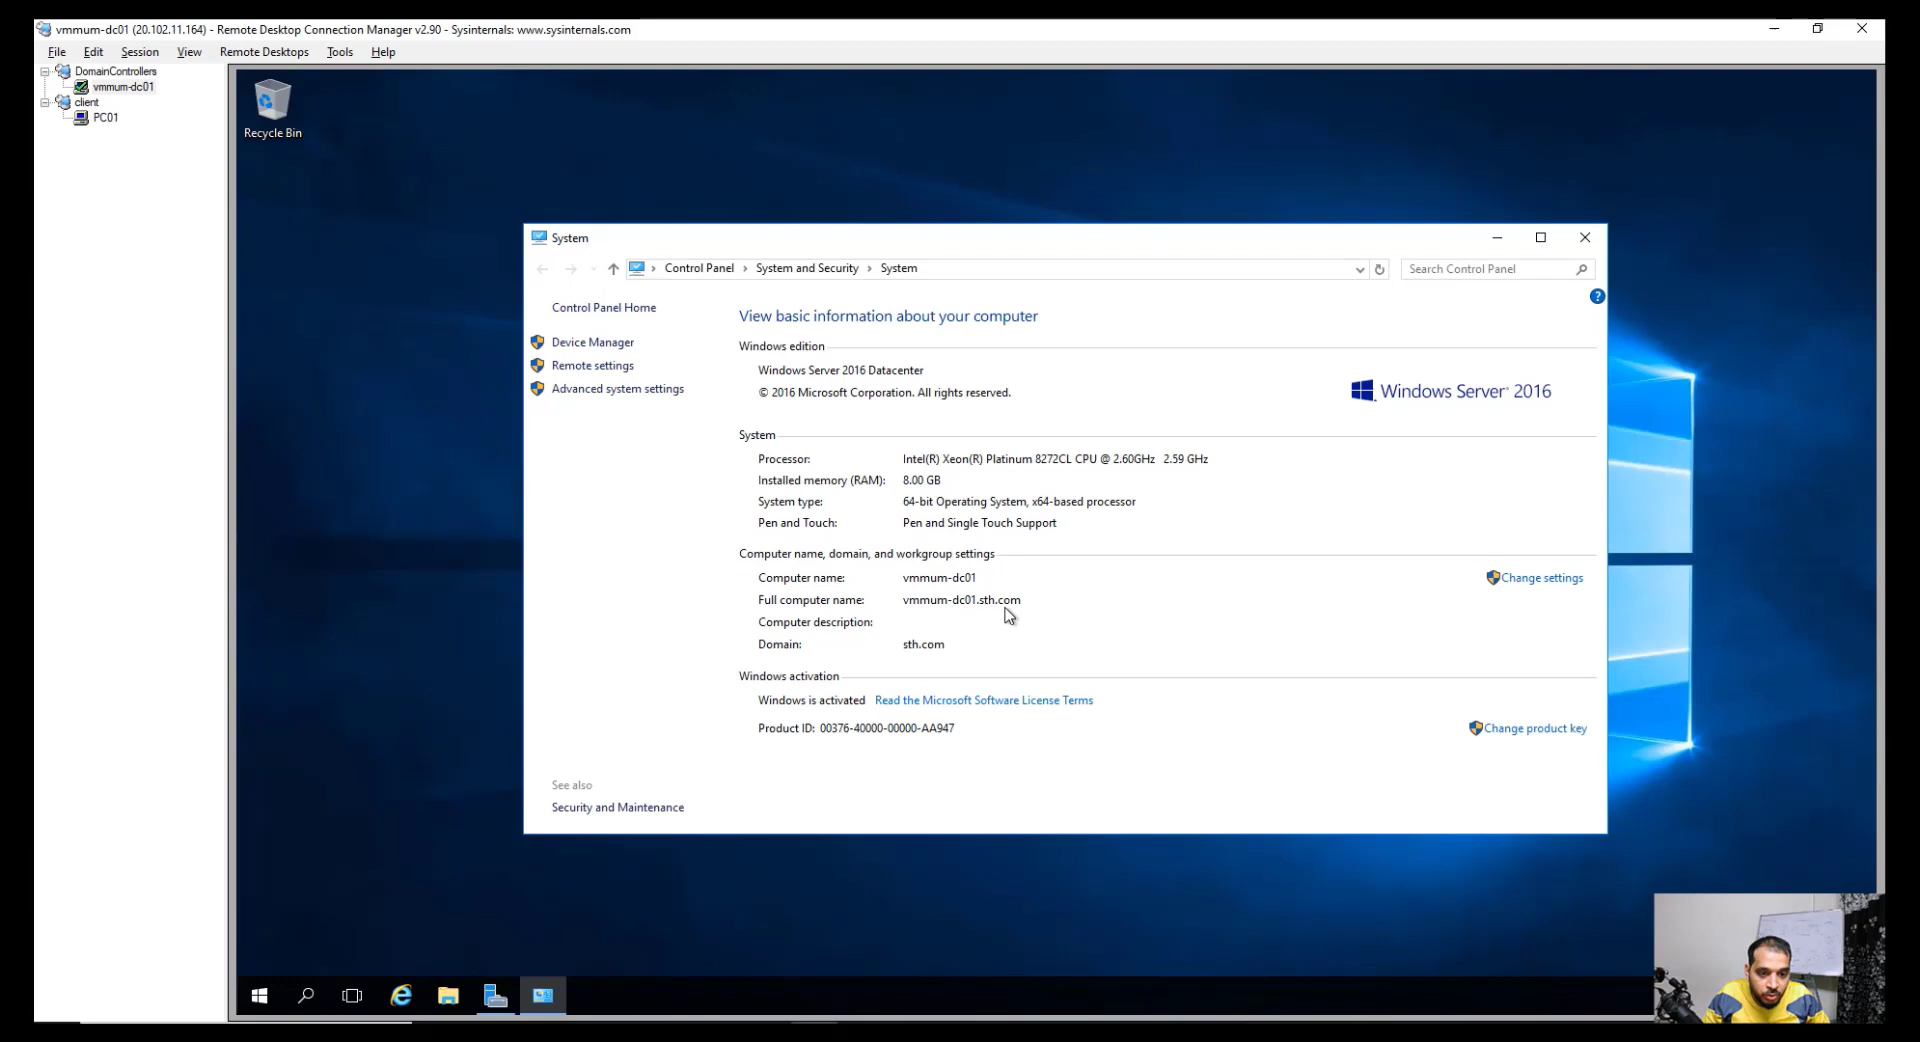 vmmum-dc01 (20.102.11.164) - Remote Desktop Connection Manager v2.90 - Sysinternals: www.sysinternals.com
File Edit Session View Remote Desktops Tools Help
DomainControllers
vmmum-dc01
client
PC01
Recycle Bin
System
Control Panel System and Security System
Search Control Panel
Control Panel Home
Device Manager
Remote settings
Advanced system settings
View basic information about your computer
Windows edition
Windows Server 2016 Datacenter
© 2016 Microsoft Corporation. All rights reserved.
Windows Server® 2016
System
Processor: Intel(R) Xeon(R) Platinum 8272CL CPU @ 2.60GHz 2.59 GHz
Installed memory (RAM): 8.00 GB
System type: 64-bit Operating System, x64-based processor
Pen and Touch: Pen and Single Touch Support
Computer name, domain, and workgroup settings
Computer name: vmmum-dc01
Change settings
Full computer name: vmmum-dc01.sth.com
Computer description:
Domain: sth.com
Windows activation
Windows is activated Read the Microsoft Software License Terms
Product ID: 00376-40000-00000-AA947
Change product key
See also
Security and Maintenance